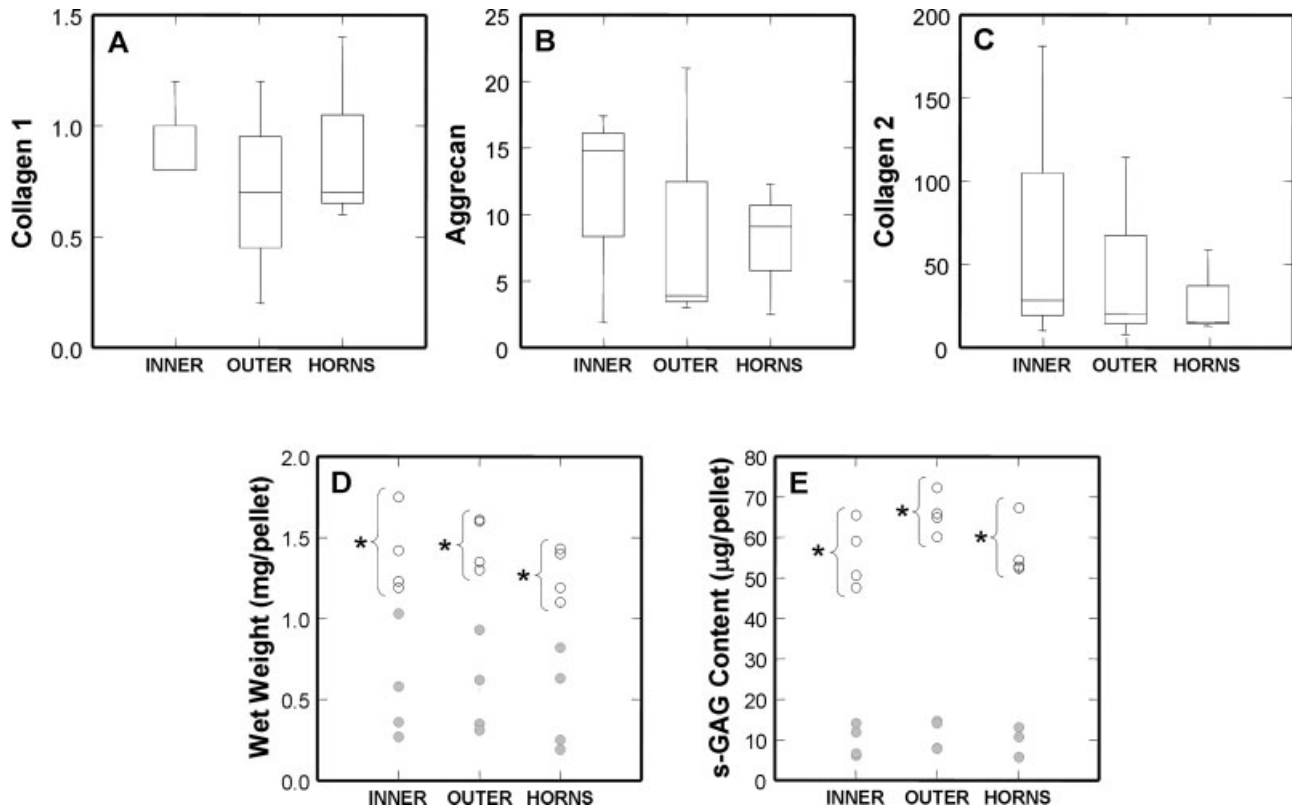 A
Collagen 1
1.5
1.0
0.5
0.0
INNER OUTER HORNS
B
Aggrecan
25
20
15
10
5
0
INNER OUTER HORNS
C
Collagen 2
200
150
100
50
0
INNER OUTER HORNS
D
Wet Weight (mg/pellet)
2.0
1.5
1.0
0.5
0.0
*
*
*
INNER OUTER HORNS
E
s-GAG Content (µg/pellet)
80
70
60
50
40
30
20
10
0
*
*
*
INNER OUTER HORNS